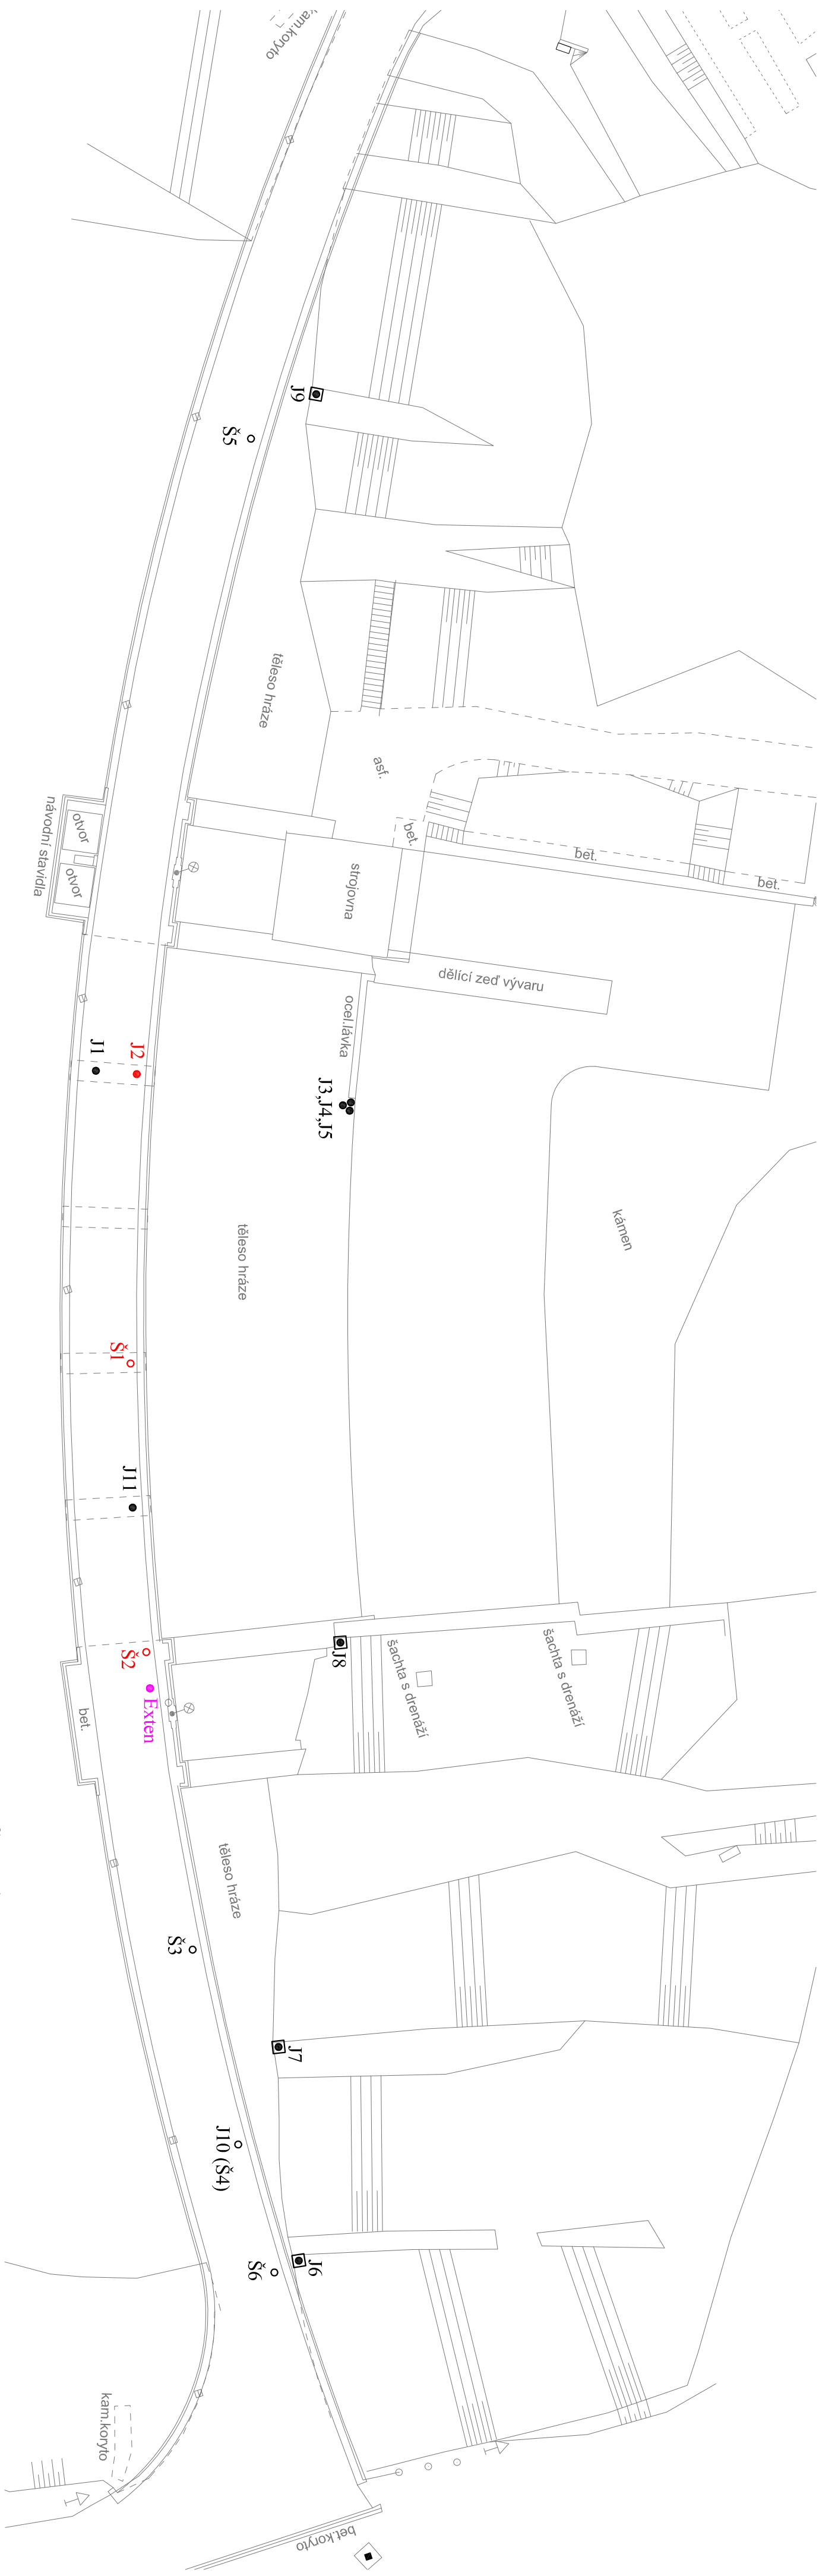 kam.koryto
J9
Š5
těleso hráze
asf.
bet.
bet.
bet.
návodní stavidla
otvor
otvor
strojovna
dělicí zeď vývaru
ocel.lávka
J1
J2
J3,J4,J5
těleso hráze
kámen
Š1
J11
Š2
Exten
J8
šachta s drenáží
šachta s drenáží
bet.
těleso hráze
Š3
J7
J10 (Š4)
Š6
J6
kam.koryto
bet.koryto